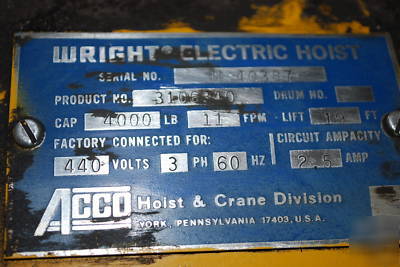 WRIGHT® ELECTRIC HOIST
SERIAL NO.
PRODUCT NO. DRUM NO.
CAP 4000 LB 11 FPM - LIFT FT
FACTORY CONNECTED FOR: CIRCUIT AMPACITY
440 VOLTS 3 PH 60 HZ 2.5 AMP
ACCO Hoist & Crane Division
YORK, PENNSYLVANIA 17403, U.S.A.